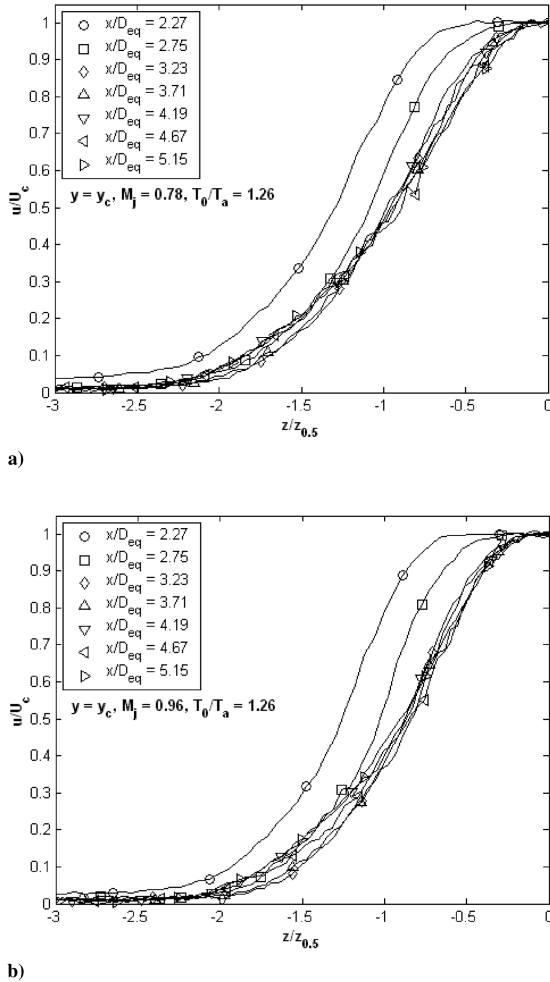 1
0.9
0.8
0.7
0.6
0.5
0.4
0.3
0.2
0.1
0
u/U_c
x/D_eq = 2.27
x/D_eq = 2.75
x/D_eq = 3.23
x/D_eq = 3.71
x/D_eq = 4.19
x/D_eq = 4.67
x/D_eq = 5.15
y = y_c, M_j = 0.78, T_0/T_a = 1.26
-3 -2.5 -2 -1.5 -1 -0.5 0
z/z_0.5
a)
1
0.9
0.8
0.7
0.6
0.5
0.4
0.3
0.2
0.1
0
u/U_c
x/D_eq = 2.27
x/D_eq = 2.75
x/D_eq = 3.23
x/D_eq = 3.71
x/D_eq = 4.19
x/D_eq = 4.67
x/D_eq = 5.15
y = y_c, M_j = 0.96, T_0/T_a = 1.26
-3 -2.5 -2 -1.5 -1 -0.5 0
z/z_0.5
b)